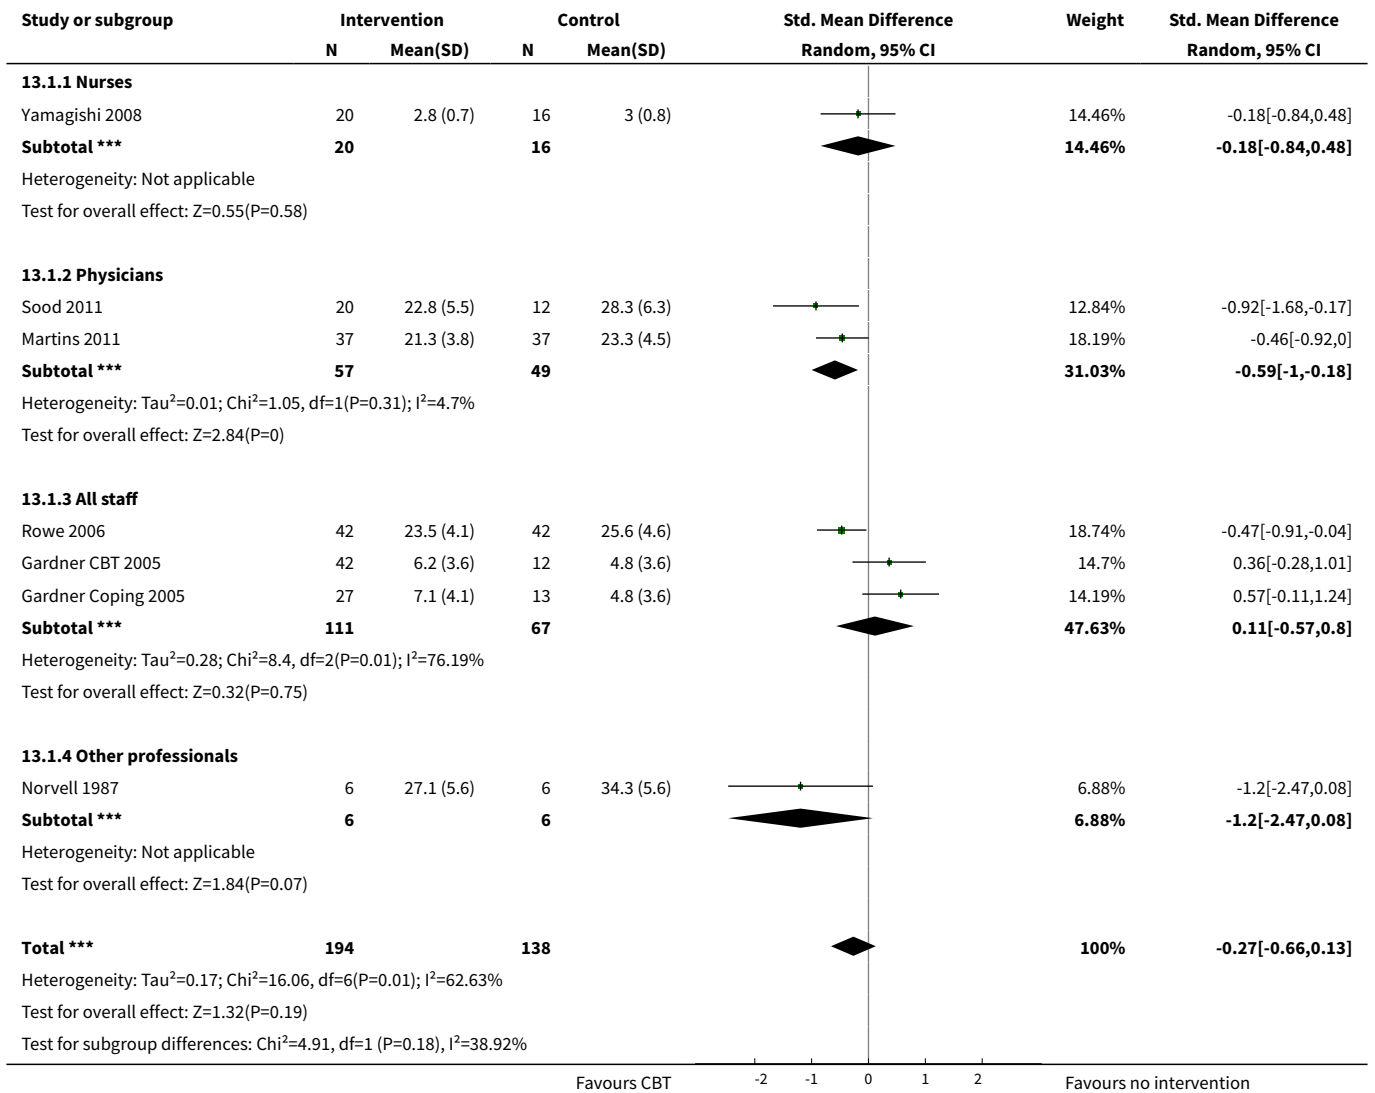 Study or subgroup Intervention Control Std. Mean Difference Weight Std. Mean Difference
N Mean(SD) N Mean(SD) Random, 95% CI Random, 95% CI
13.1.1 Nurses
Yamagishi 2008 20 2.8 (0.7) 16 3 (0.8) 14.46% -0.18[-0.84,0.48]
Subtotal *** 20 16 14.46% -0.18[-0.84,0.48]
Heterogeneity: Not applicable
Test for overall effect: Z=0.55(P=0.58)
13.1.2 Physicians
Sood 2011 20 22.8 (5.5) 12 28.3 (6.3) 12.84% -0.92[-1.68,-0.17]
Martins 2011 37 21.3 (3.8) 37 23.3 (4.5) 18.19% -0.46[-0.92,0]
Subtotal *** 57 49 31.03% -0.59[-1,-0.18]
Heterogeneity: Tau²=0.01; Chi²=1.05, df=1(P=0.31); I²=4.7%
Test for overall effect: Z=2.84(P=0)
13.1.3 All staff
Rowe 2006 42 23.5 (4.1) 42 25.6 (4.6) 18.74% -0.47[-0.91,-0.04]
Gardner CBT 2005 42 6.2 (3.6) 12 4.8 (3.6) 14.7% 0.36[-0.28,1.01]
Gardner Coping 2005 27 7.1 (4.1) 13 4.8 (3.6) 14.19% 0.57[-0.11,1.24]
Subtotal *** 111 67 47.63% 0.11[-0.57,0.8]
Heterogeneity: Tau²=0.28; Chi²=8.4, df=2(P=0.01); I²=76.19%
Test for overall effect: Z=0.32(P=0.75)
13.1.4 Other professionals
Norvell 1987 6 27.1 (5.6) 6 34.3 (5.6) 6.88% -1.2[-2.47,0.08]
Subtotal *** 6 6 6.88% -1.2[-2.47,0.08]
Heterogeneity: Not applicable
Test for overall effect: Z=1.84(P=0.07)
Total *** 194 138 100% -0.27[-0.66,0.13]
Heterogeneity: Tau²=0.17; Chi²=16.06, df=6(P=0.01); I²=62.63%
Test for overall effect: Z=1.32(P=0.19)
Test for subgroup differences: Chi²=4.91, df=1 (P=0.18), I²=38.92%
Favours CBT -2 -1 0 1 2 Favours no intervention